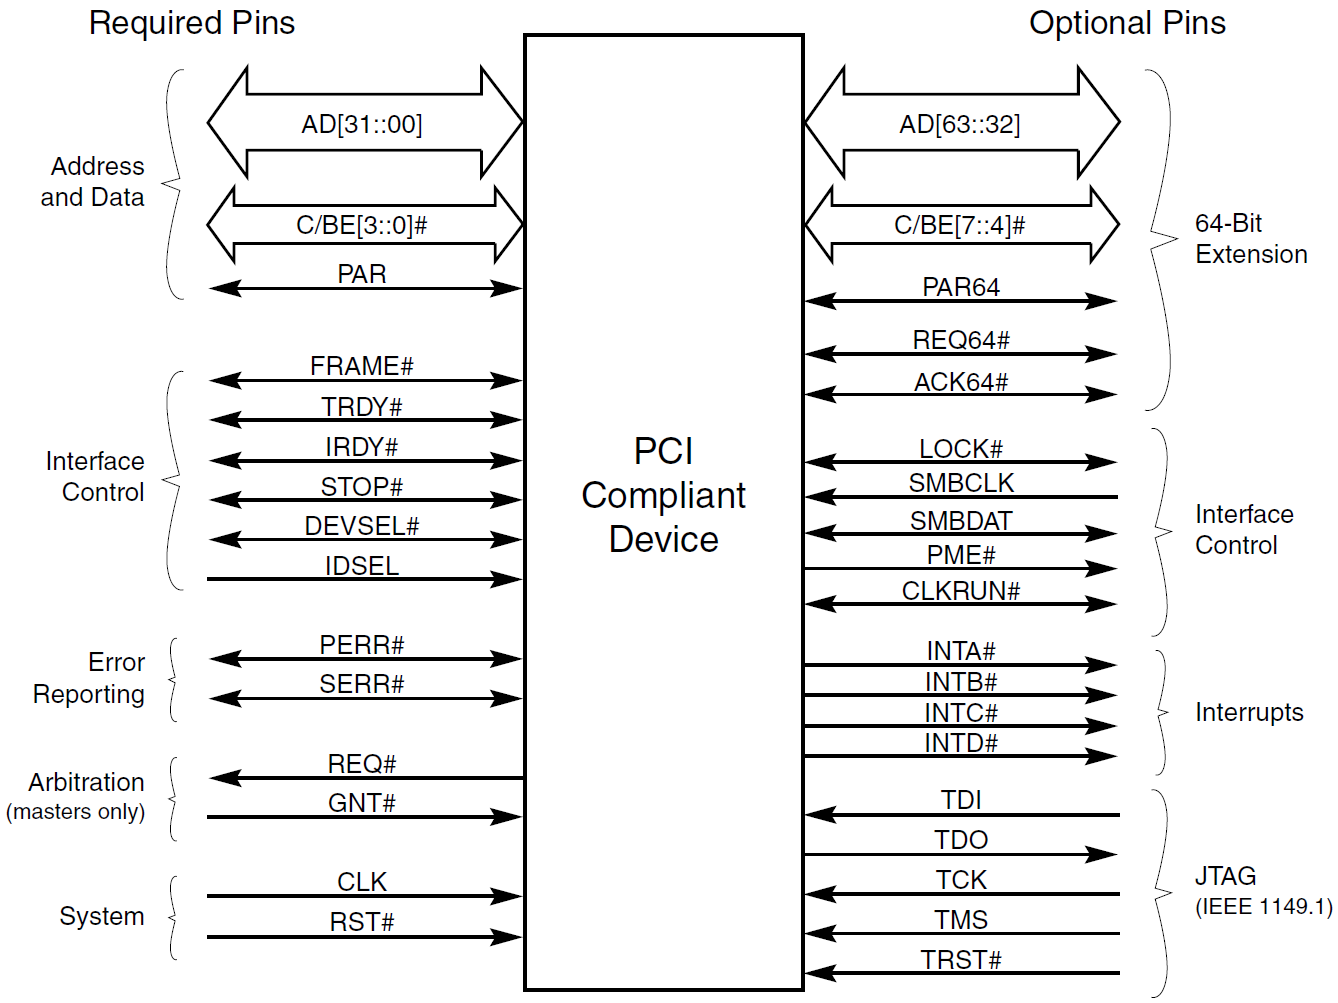 Required Pins
Optional Pins
Address
and Data
AD[31::00]
C/BE[3::0]#
PAR
Interface
Control
FRAME#
TRDY#
IRDY#
STOP#
DEVSEL#
IDSEL
Error
Reporting
PERR#
SERR#
Arbitration
(masters only)
REQ#
GNT#
System
CLK
RST#
PCI
Compliant
Device
AD[63::32]
C/BE[7::4]#
PAR64
REQ64#
ACK64#
64-Bit
Extension
LOCK#
SMBCLK
SMBDAT
PME#
CLKRUN#
Interface
Control
INTA#
INTB#
INTC#
INTD#
Interrupts
TDI
TDO
TCK
TMS
TRST#
JTAG
(IEEE 1149.1)